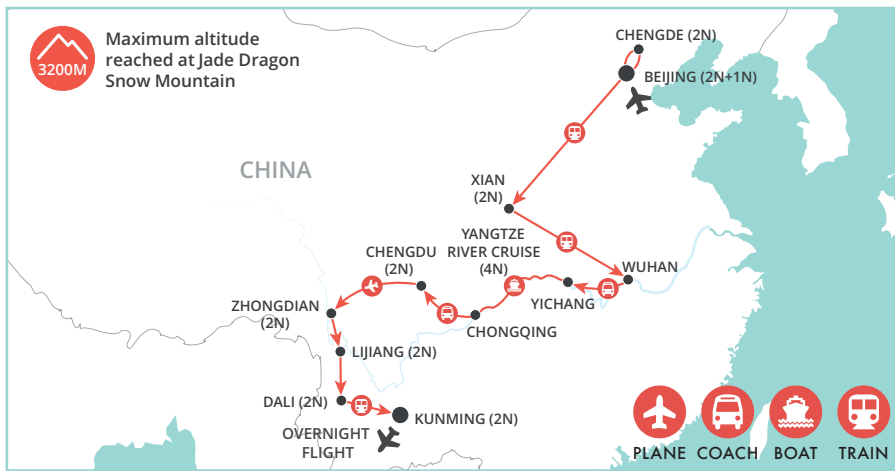 3200M
Maximum altitude
reached at Jade Dragon
Snow Mountain
CHENGDE (2N)
BEIJING (2N+1N)
CHINA
XIAN
(2N)
YANGTZE
RIVER CRUISE
(4N)
WUHAN
CHENGDU
(2N)
YICHANG
ZHONGDIAN
(2N)
CHONGQING
LIJIANG (2N)
DALI (2N)
KUNMING (2N)
OVERNIGHT
FLIGHT
PLANE
COACH
BOAT
TRAIN